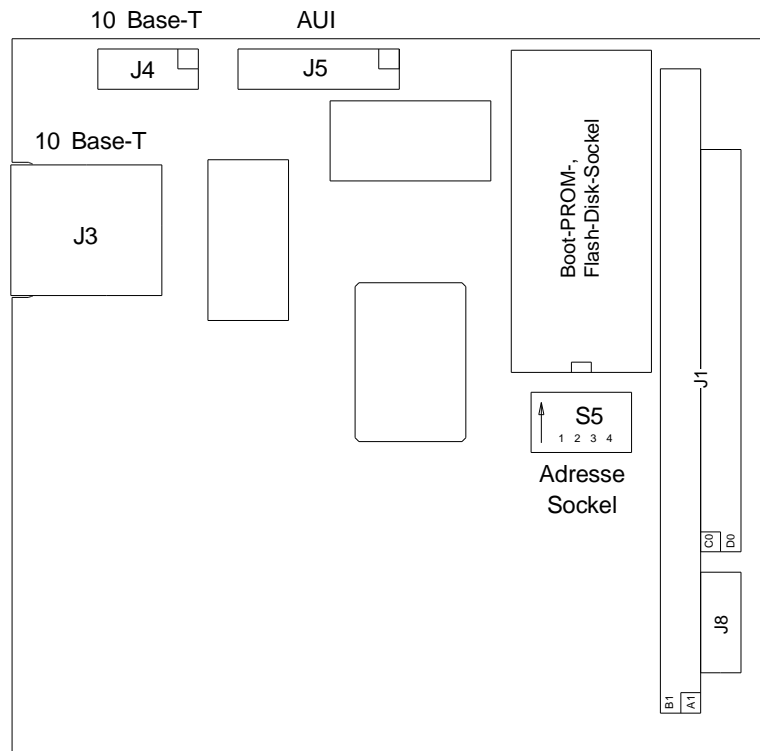 10 Base-T
AUI
J4
J5
10 Base-T
J3
Boot-PROM-,
Flash-Disk-Sockel
J1
S5
1 2 3 4
Adresse
Sockel
C0
D0
J8
B1
A1